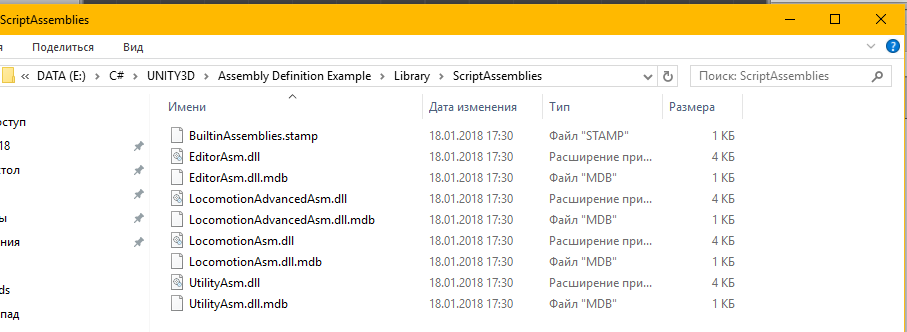 ScriptAssemblies
Поделиться
Вид
« DATA (E:) > C# > UNITY3D > Assembly Definition Example > Library > ScriptAssemblies
Поиск: ScriptAssemblies
Имени Дата изменения Тип Размера
BuiltinAssemblies.stamp 18.01.2018 17:30 Файл "STAMP" 1 КБ
EditorAsm.dll 18.01.2018 17:30 Расширение при... 4 КБ
EditorAsm.dll.mdb 18.01.2018 17:30 Файл "MDB" 1 КБ
LocomotionAdvancedAsm.dll 18.01.2018 17:30 Расширение при... 4 КБ
LocomotionAdvancedAsm.dll.mdb 18.01.2018 17:30 Файл "MDB" 1 КБ
LocomotionAsm.dll 18.01.2018 17:30 Расширение при... 4 КБ
LocomotionAsm.dll.mdb 18.01.2018 17:30 Файл "MDB" 1 КБ
UtilityAsm.dll 18.01.2018 17:30 Расширение при... 4 КБ
UtilityAsm.dll.mdb 18.01.2018 17:30 Файл "MDB" 1 КБ
оступ
18
стол
ы
ния
ds
пад